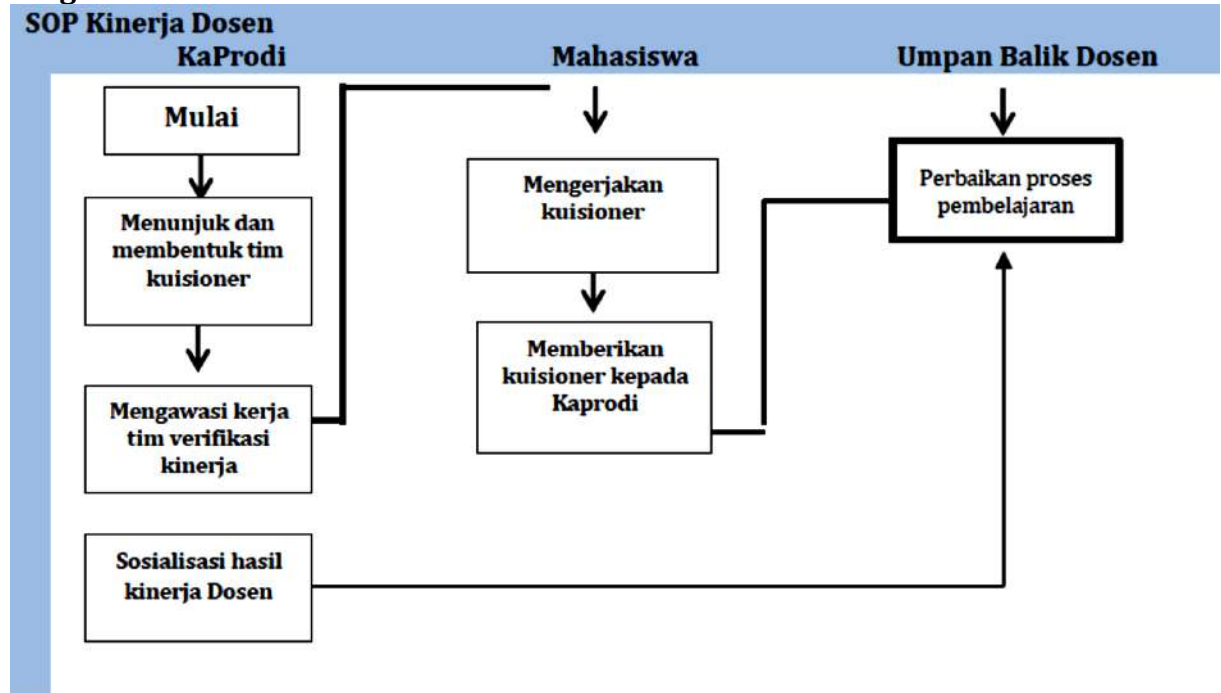 SOP Kinerja Dosen
KaProdi
Mahasiswa
Umpan Balik Dosen
Mulai
Menunjuk dan
membentuk tim
kuisioner
Mengawasi kerja
tim verifikasi
kinerja
Sosialisasi hasil
kinerja Dosen
Mengerjakan
kuisioner
Memberikan
kuisioner kepada
Kaprodi
Perbaikan proses
pembelajaran